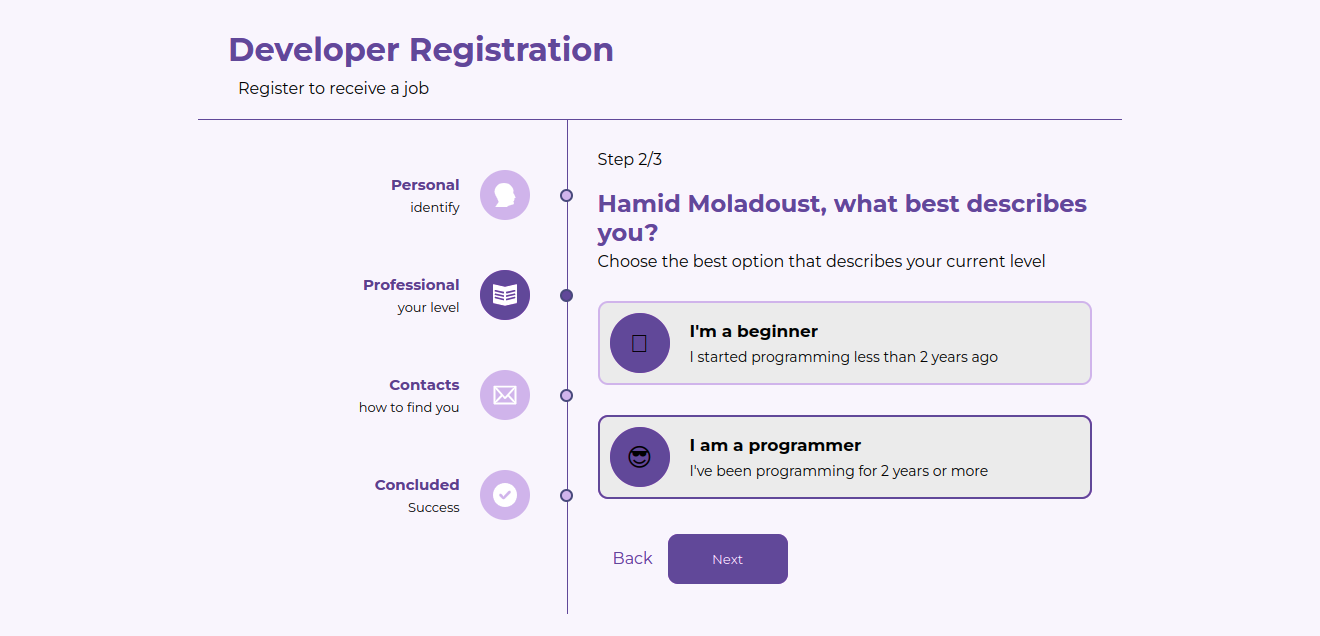 Developer Registration
Register to receive a job
Personal
identify
Professional
your level
Contacts
how to find you
Concluded
Success
Step 2/3
Hamid Moladoust, what best describes
you?
Choose the best option that describes your current level
I'm a beginner
I started programming less than 2 years ago
I am a programmer
I've been programming for 2 years or more
Back
Next